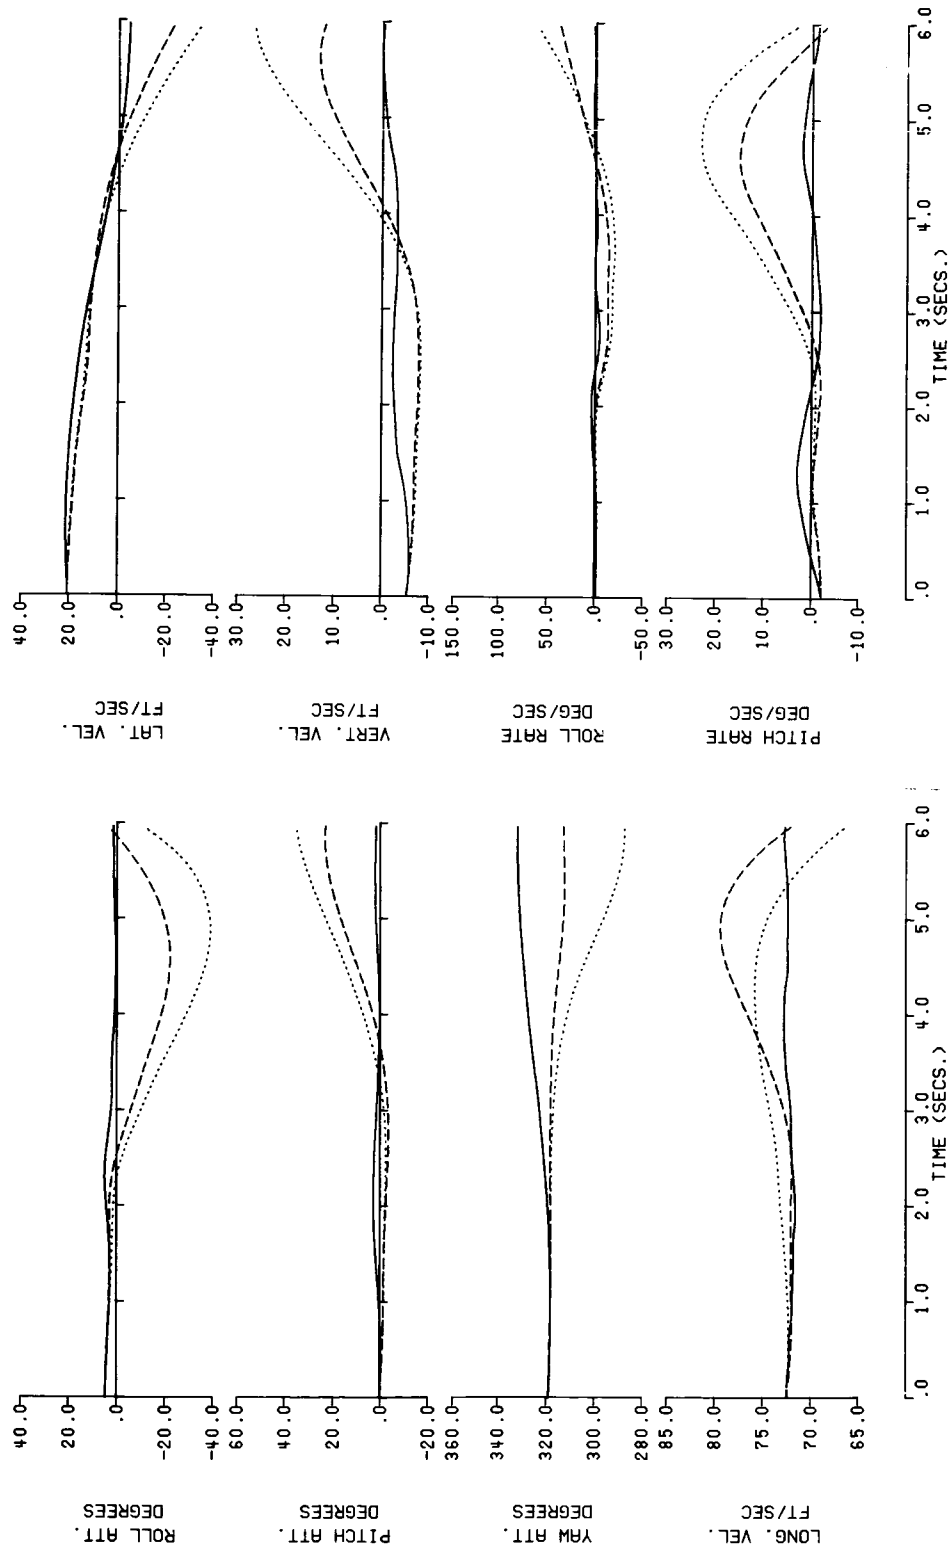 ROLL ATT.
DEGREES
40.0
20.0
.0
-20.0
-40.0
PITCH ATT.
DEGREES
60.0
40.0
20.0
.0
-20.0
YAW ATT.
DEGREES
360.0
340.0
320.0
300.0
280.0
LONG. VEL.
FT/SEC
85.0
80.0
75.0
70.0
65.0
.0 1.0 2.0 3.0 4.0 5.0 6.0
TIME (SECS.)
LAT. VEL.
FT/SEC
40.0
20.0
.0
-20.0
-40.0
VERT. VEL.
FT/SEC
30.0
20.0
10.0
.0
-10.0
ROLL RATE
DEG/SEC
150.0
100.0
50.0
.0
-50.0
PITCH RATE
DEG/SEC
30.0
20.0
10.0
.0
-10.0
.0 1.0 2.0 3.0 4.0 5.0 6.0
TIME (SECS.)